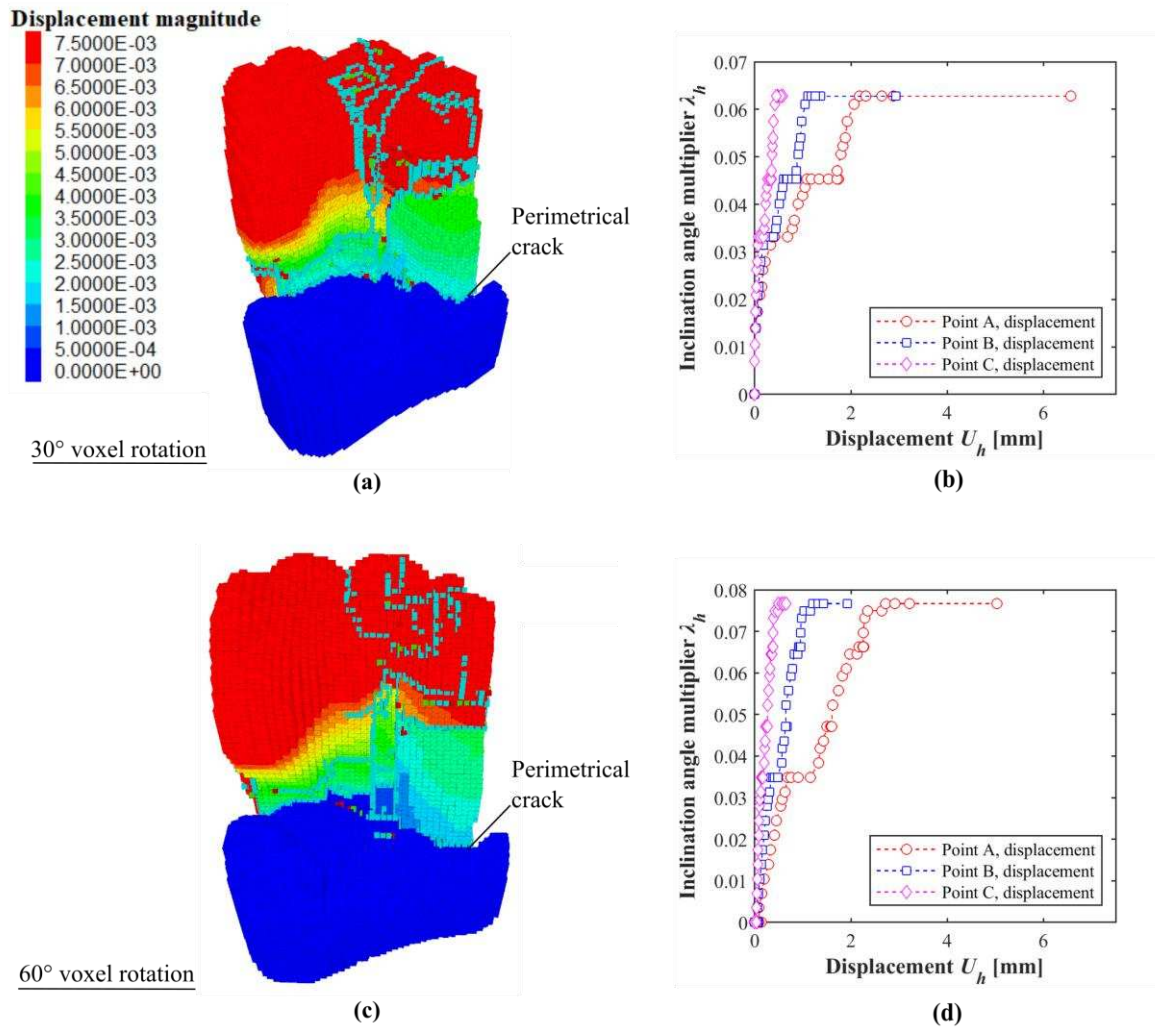 Displacement magnitude
7.5000E-03
7.0000E-03
6.0000E-03
5.0000E-03
4.5000E-03
4.0000E-03
3.5000E-03
3.0000E-03
2.5000E-03
2.0000E-03
1.5000E-03
1.0000E-03
5.0000E-04
0.0000E+00
Perimetrical
crack
30° voxel rotation
(a)
Inclination angle multiplier λh
0.07
0.06
0.05
0.04
0.03
0.02
0.01
0
Point A, displacement
Point B, displacement
Point C, displacement
0 2 4 6
Displacement Uh [mm]
(b)
Perimetrical
crack
60° voxel rotation
(c)
Inclination angle multiplier λh
0.08
0.07
0.06
0.05
0.04
0.03
0.02
0.01
0
Point A, displacement
Point B, displacement
Point C, displacement
0 2 4 6
Displacement Uh [mm]
(d)